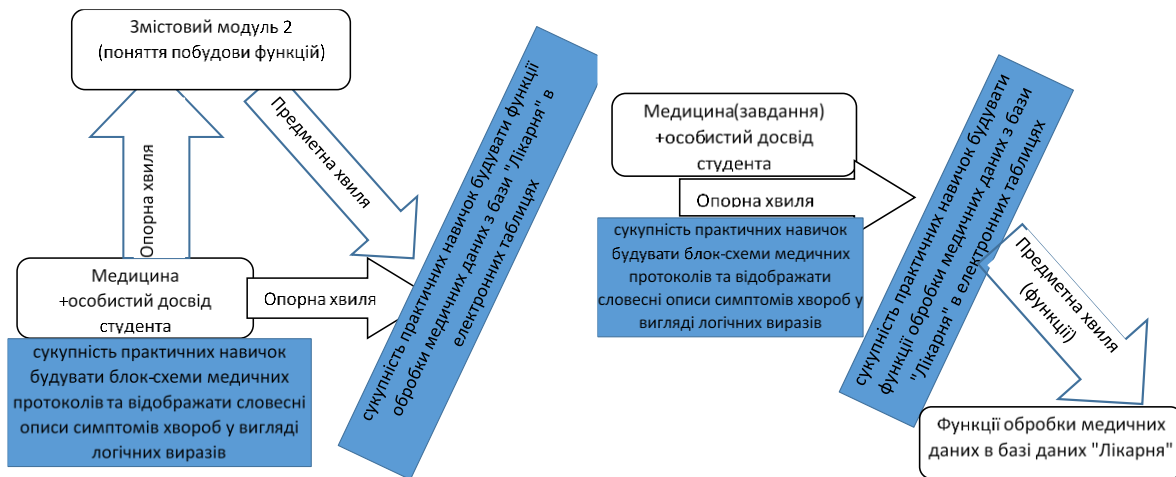 Змістовий модуль 2
(поняття побудови функцій)
Опорна хвиля
Предметна хвиля
Медицина
+особистий досвід
студента
Опорна хвиля
сукупність практичних навичок
будувати блок-схеми медичних
протоколів та відображати словесні
описи симптомів хвороб у вигляді
логічних виразів
сукупність практичних навичок будувати функції
обробки медичних даних з бази "Лікарня" в
електронних таблицях
Медицина(завдання)
+особистий досвід
студента
Опорна хвиля
сукупність практичних навичок
будувати блок-схеми медичних
протоколів та відображати
словесні описи симптомів хвороб у
вигляді логічних виразів
сукупність практичних навичок будувати
функції обробки медичних даних з бази
"Лікарня" в електронних таблицях
Предметна хвиля
(функції)
Функції обробки медичних
даних в базі даних "Лікарня"